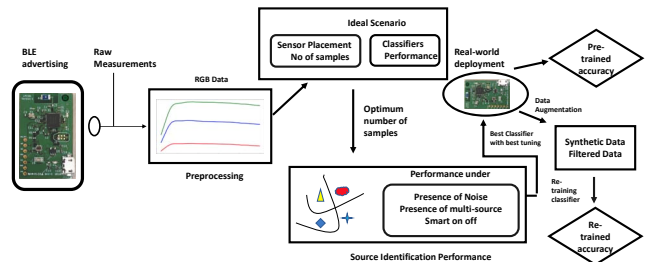 BLE
advertising
Raw
Measurements
RGB Data
Preprocessing
Ideal Scenario
Sensor Placement
No of samples
Classifiers
Performance
Optimum
number of
samples
Performance under
Presence of Noise
Presence of multi-source
Smart on off
Source Identification Performance
Real-world
deployment
Best Classifier
with best tuning
Pre-
trained
accuracy
Data
Augmentation
Synthetic Data
Filtered Data
Re-
training
classifier
Re-
trained
accuracy